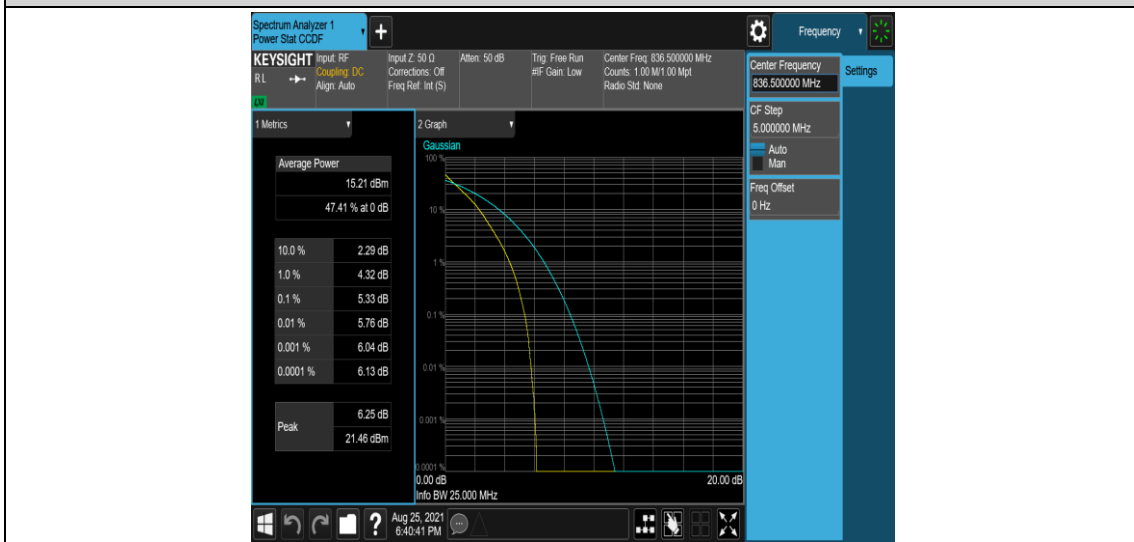 Spectrum Analyzer 1
Power Stat CCDF
+
Frequency
KEYSIGHT
RL
LXI
Input: RF
Coupling: DC
Align: Auto
Input Z: 50 Ω
Corrections: Off
Freq Ref: Int (S)
Atten: 50 dB
Trig: Free Run
#IF Gain: Low
Center Freq: 836.500000 MHz
Counts: 1.00 M/1.00 Mpt
Radio Std: None
Center Frequency
836.500000 MHz
Settings
CF Step
5.000000 MHz
Auto
Man
Freq Offset
0 Hz
1 Metrics
Average Power
15.21 dBm
47.41 % at 0 dB
10.0 % 2.29 dB
1.0 % 4.32 dB
0.1 % 5.33 dB
0.01 % 5.76 dB
0.001 % 6.04 dB
0.0001 % 6.13 dB
Peak
6.25 dB
21.46 dBm
2 Graph
Gaussian
100 %
10 %
1 %
0.1 %
0.01 %
0.001 %
0.0001 %
0.00 dB 20.00 dB
Info BW 25.000 MHz
?
Aug 25, 2021
6:40:41 PM